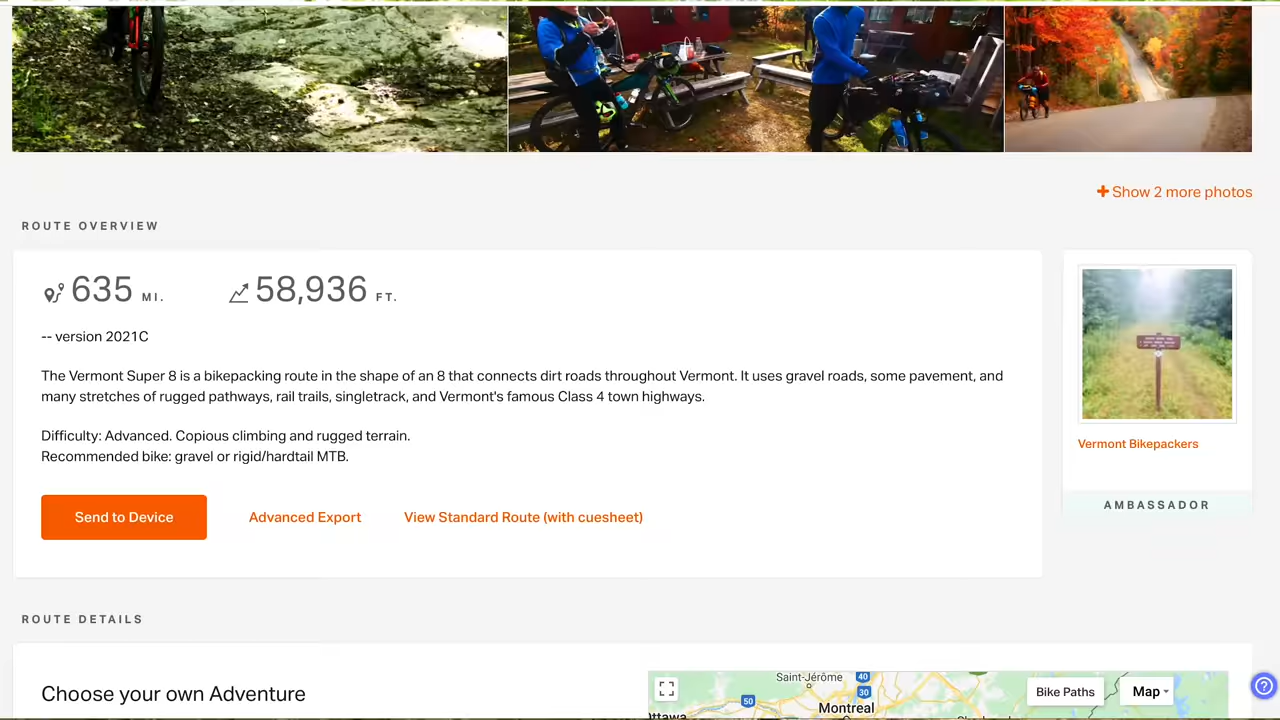 Show 2 more photos
ROUTE OVERVIEW
635 MI.
58,936 FT.
-- version 2021C
The Vermont Super 8 is a bikepacking route in the shape of an 8 that connects dirt roads throughout Vermont. It uses gravel roads, some pavement, and
many stretches of rugged pathways, rail trails, singletrack, and Vermont's famous Class 4 town highways.
Difficulty: Advanced. Copious climbing and rugged terrain.
Recommended bike: gravel or rigid/hardtail MTB.
Send to Device
Advanced Export
View Standard Route (with cuesheet)
Vermont Bikepackers
AMBASSADOR
ROUTE DETAILS
Choose your own Adventure
Saint-Jérôme
40
30
50
Montreal
Bike Paths
Map